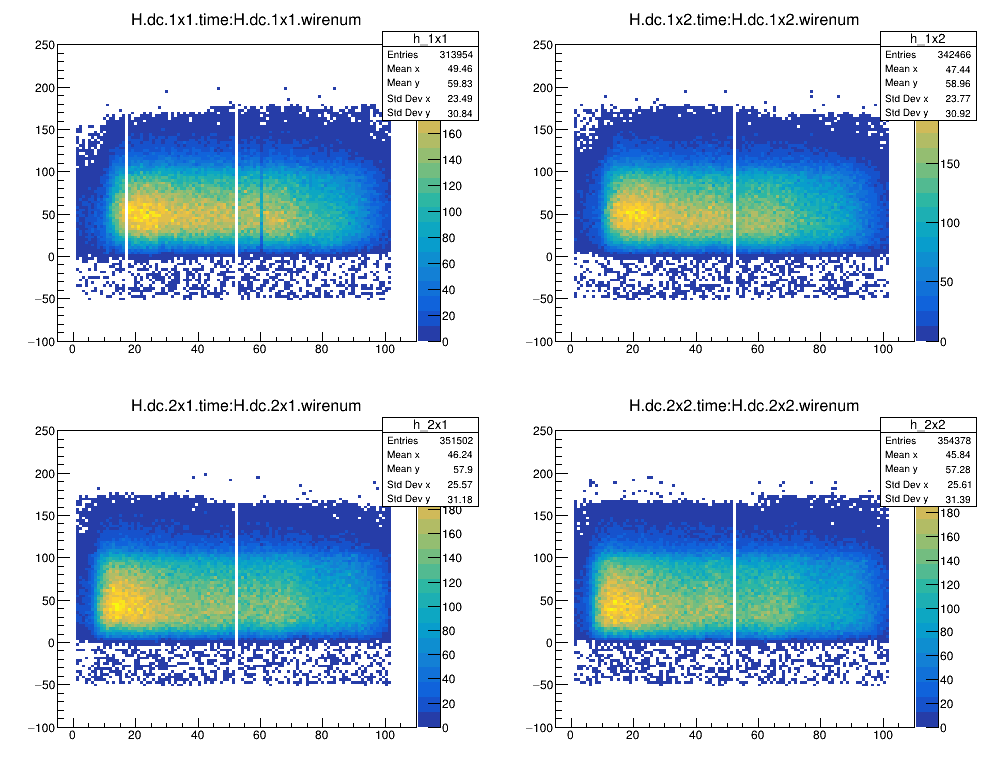 H.dc.1x1.time:H.dc.1x1.wirenum
h_1x1
Entries 313954
Mean x 49.46
Mean y 59.83
Std Dev x 23.49
Std Dev y 30.84
250
200
150
100
50
0
−50
−100
0 20 40 60 80 100
160
140
120
100
80
60
40
20
0
H.dc.1x2.time:H.dc.1x2.wirenum
h_1x2
Entries 342466
Mean x 47.44
Mean y 58.96
Std Dev x 23.77
Std Dev y 30.92
250
200
150
100
50
0
−50
−100
0 20 40 60 80 100
150
100
50
0
H.dc.2x1.time:H.dc.2x1.wirenum
h_2x1
Entries 351502
Mean x 46.24
Mean y 57.9
Std Dev x 25.57
Std Dev y 31.18
250
200
150
100
50
0
−50
−100
0 20 40 60 80 100
180
160
140
120
100
80
60
40
20
0
H.dc.2x2.time:H.dc.2x2.wirenum
h_2x2
Entries 354378
Mean x 45.84
Mean y 57.28
Std Dev x 25.61
Std Dev y 31.39
250
200
150
100
50
0
−50
−100
0 20 40 60 80 100
180
160
140
120
100
80
60
40
20
0